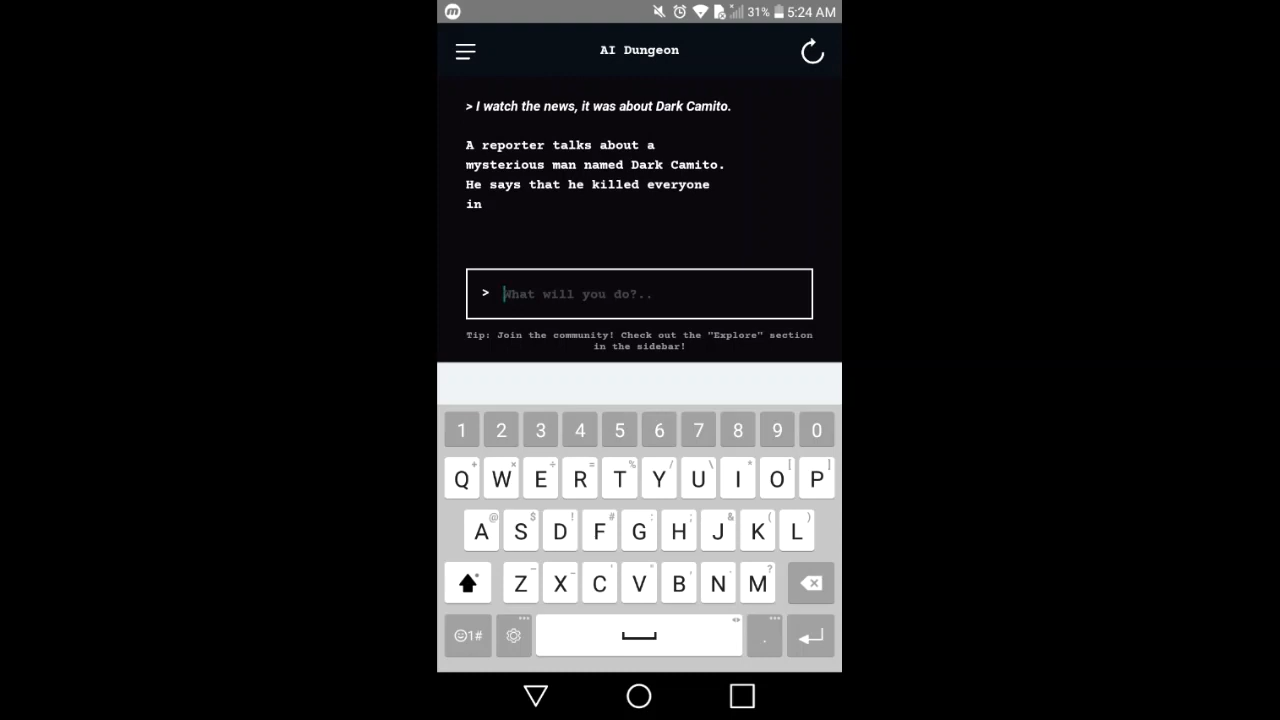 31% 5:24 AM
AI Dungeon
> I watch the news, it was about Dark Camito.
A reporter talks about a
mysterious man named Dark Camito.
He says that he killed everyone
in
> What will you do?..
Tip: Join the community! Check out the "Explore" section
in the sidebar!
1 2 3 4 5 6 7 8 9 0
Q W E R T Y U I O P
A S D F G H J K L
Z X C V B N M
1# .